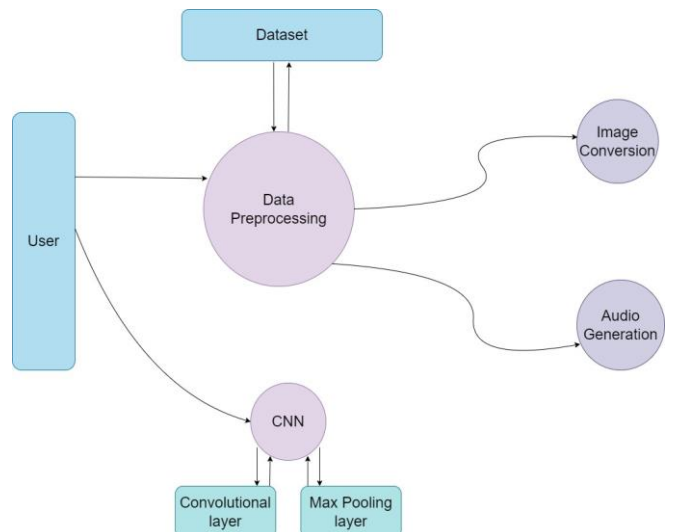 Dataset
Image
Conversion
Data
Preprocessing
User
Audio
Generation
CNN
Convolutional
layer
Max Pooling
layer